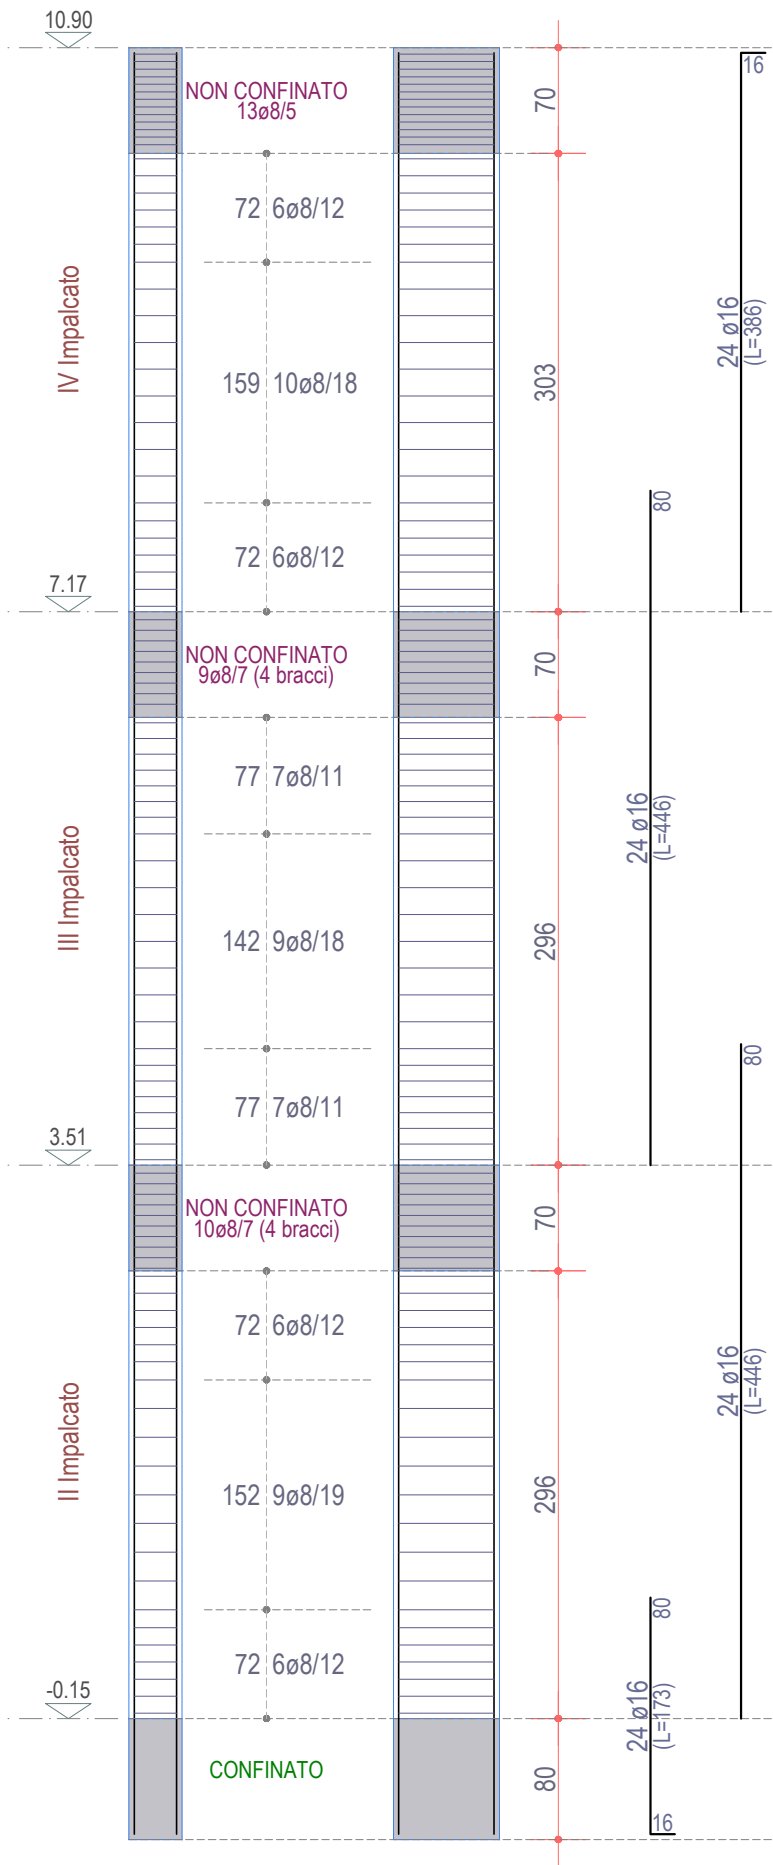 10.90
NON CONFINATO
13ø8/5
70
16
72 6ø8/12
IV Impalcato
159 10ø8/18
303
24 ø16
(L=386)
80
72 6ø8/12
7.17
NON CONFINATO
9ø8/7 (4 bracci)
70
77 7ø8/11
24 ø16
(L=446)
III Impalcato
142 9ø8/18
296
80
77 7ø8/11
3.51
NON CONFINATO
10ø8/7 (4 bracci)
70
72 6ø8/12
24 ø16
(L=446)
II Impalcato
152 9ø8/19
296
80
72 6ø8/12
-0.15
24 ø16
(L=173)
CONFINATO
80
16